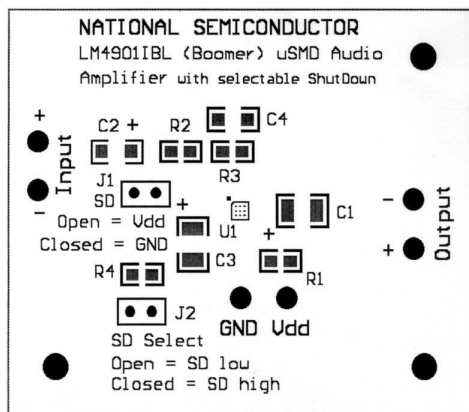 NATIONAL SEMICONDUCTOR
LM4901IBL (Boomer) uSMD Audio
Amplifier with selectable ShutDown
+
Input
-
C2 +
R2
C4
R3
J1
SD
Open = Vdd
Closed = GND
+
U1
C3
C1
+
R1
R4
J2
GND Vdd
SD Select
Open = SD low
Closed = SD high
-
Output
+